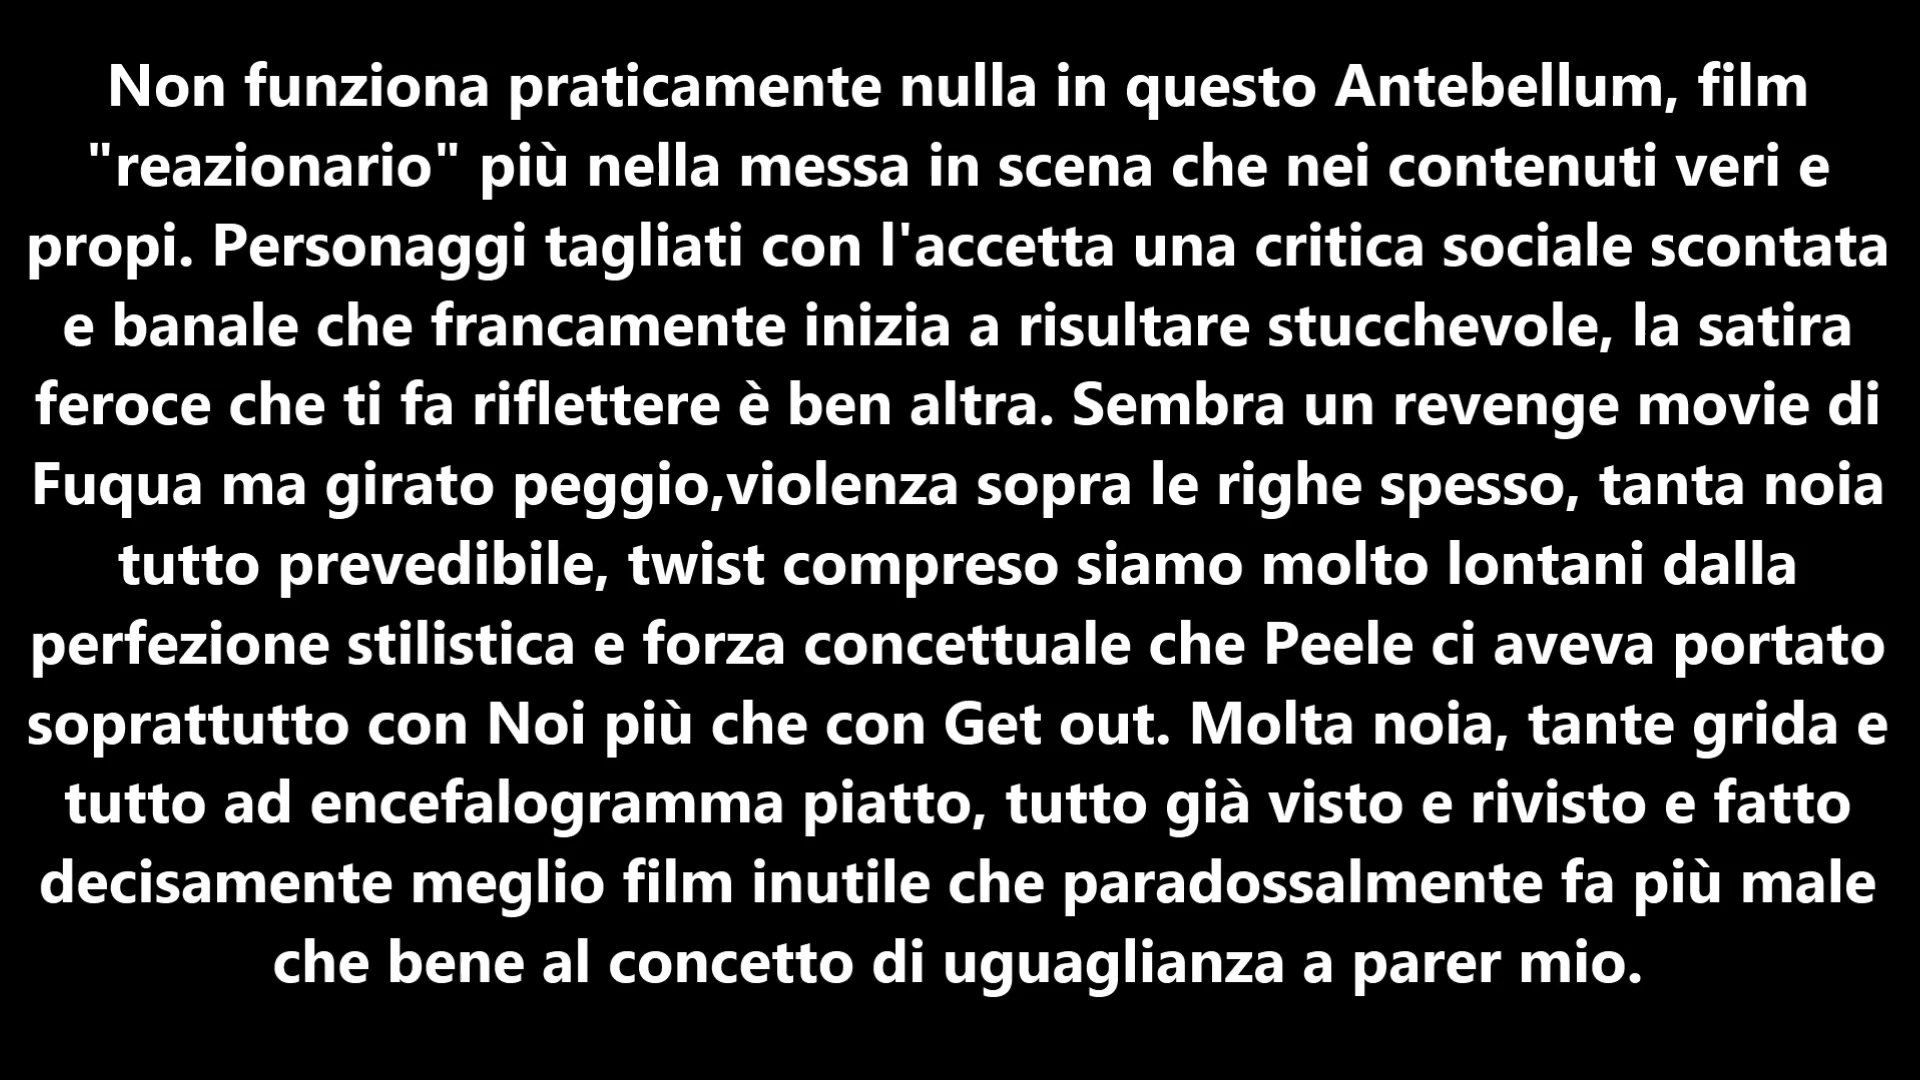 Non funziona praticamente nulla in questo Antebellum, film
"reazionario" più nella messa in scena che nei contenuti veri e
propi. Personaggi tagliati con l'accetta una critica sociale scontata
e banale che francamente inizia a risultare stucchevole, la satira
feroce che ti fa riflettere è ben altra. Sembra un revenge movie di
Fuqua ma girato peggio,violenza sopra le righe spesso, tanta noia
tutto prevedibile, twist compreso siamo molto lontani dalla
perfezione stilistica e forza concettuale che Peele ci aveva portato
soprattutto con Noi più che con Get out. Molta noia, tante grida e
tutto ad encefalogramma piatto, tutto già visto e rivisto e fatto
decisamente meglio film inutile che paradossalmente fa più male
che bene al concetto di uguaglianza a parer mio.